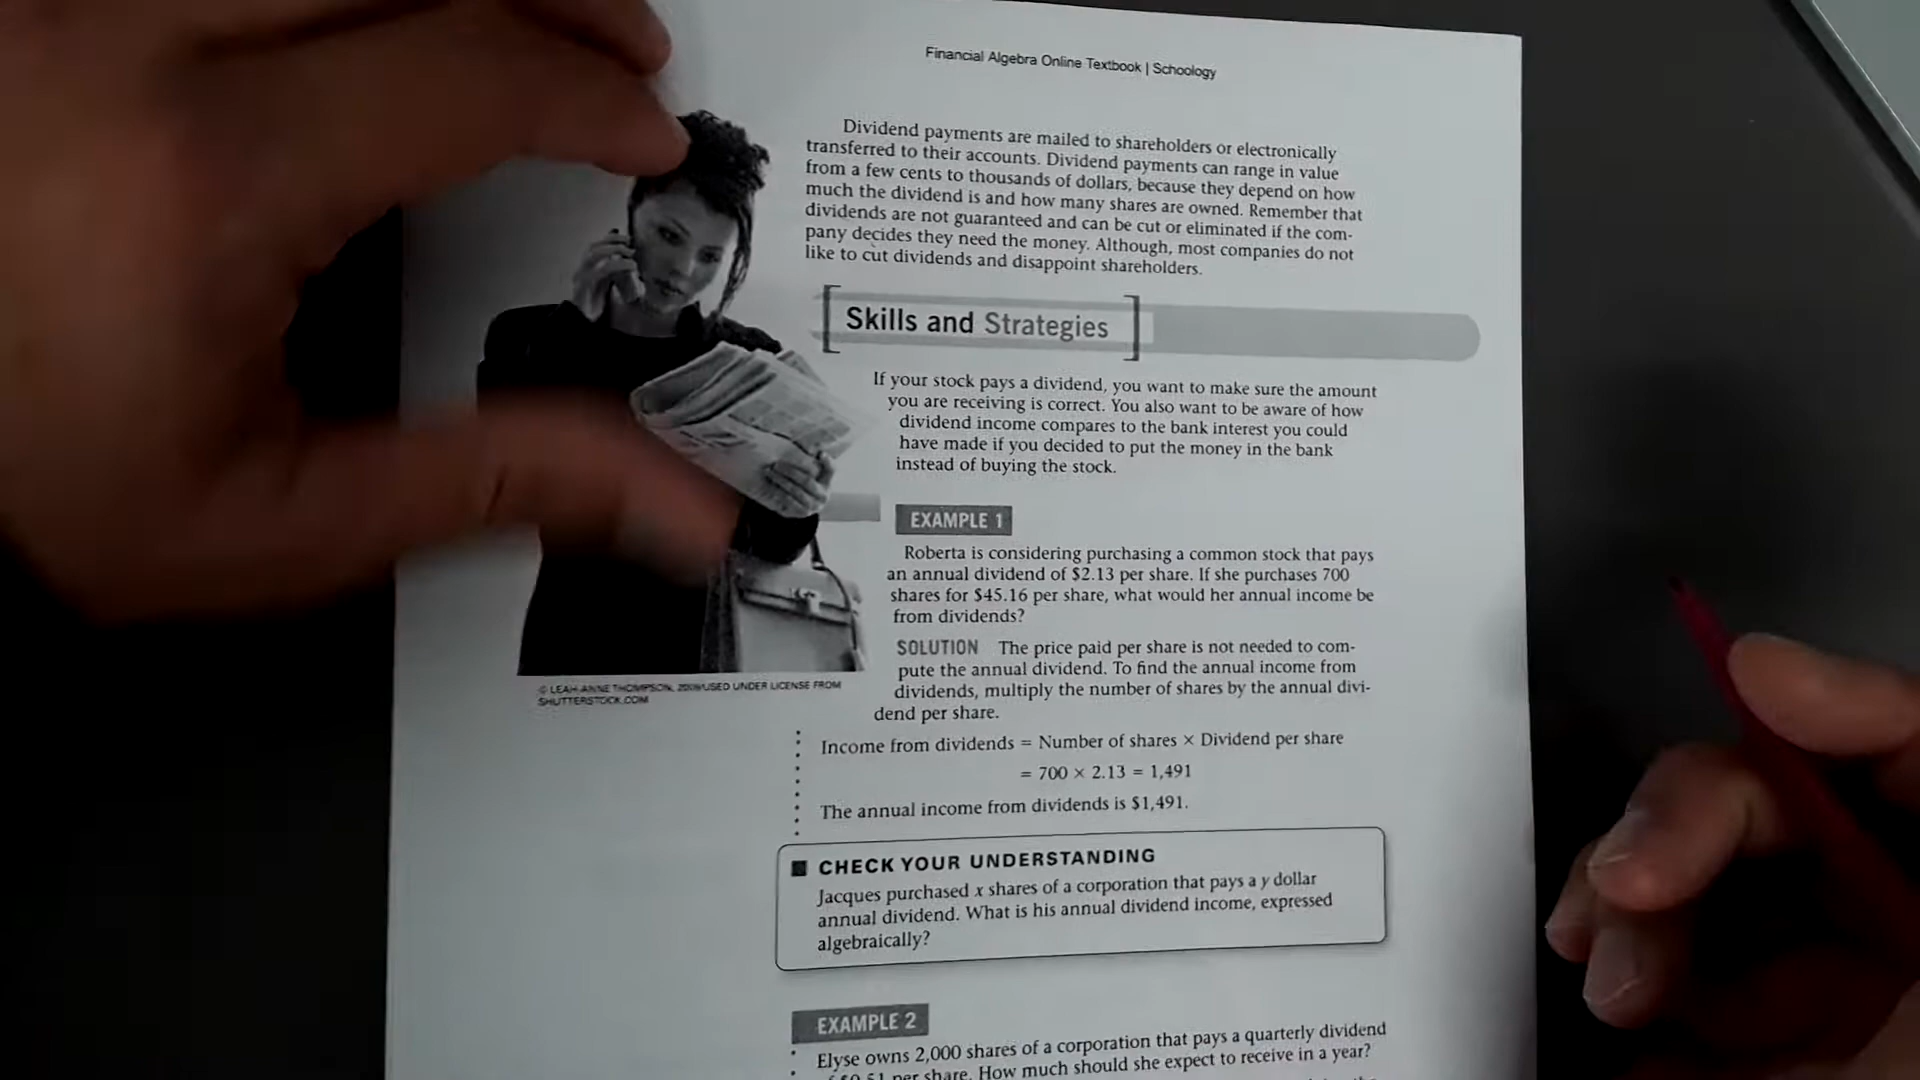 Financial Algebra Online Textbook | Schoology
Dividend payments are mailed to shareholders or electronically
transferred to their accounts. Dividend payments can range in value
from a few cents to thousands of dollars, because they depend on how
much the dividend is and how many shares are owned. Remember that
dividends are not guaranteed and can be cut or eliminated if the com-
pany decides they need the money. Although, most companies do not
like to cut dividends and disappoint shareholders.
Skills and Strategies
If your stock pays a dividend, you want to make sure the amount
you are receiving is correct. You also want to be aware of how
dividend income compares to the bank interest you could
have made if you decided to put the money in the bank
instead of buying the stock.
EXAMPLE 1
Roberta is considering purchasing a common stock that pays
an annual dividend of $2.13 per share. If she purchases 700
shares for $45.16 per share, what would her annual income be
from dividends?
SOLUTION The price paid per share is not needed to com-
pute the annual dividend. To find the annual income from
dividends, multiply the number of shares by the annual divi-
dend per share.
© LEAH-ANNE THOMPSON, 2009/USED UNDER LICENSE FROM
SHUTTERSTOCK.COM
Income from dividends = Number of shares × Dividend per share
= 700 × 2.13 = 1,491
The annual income from dividends is $1,491.
CHECK YOUR UNDERSTANDING
Jacques purchased x shares of a corporation that pays a y dollar
annual dividend. What is his annual dividend income, expressed
algebraically?
EXAMPLE 2
Elyse owns 2,000 shares of a corporation that pays a quarterly dividend
of $0.51 per share. How much should she expect to receive in a year?